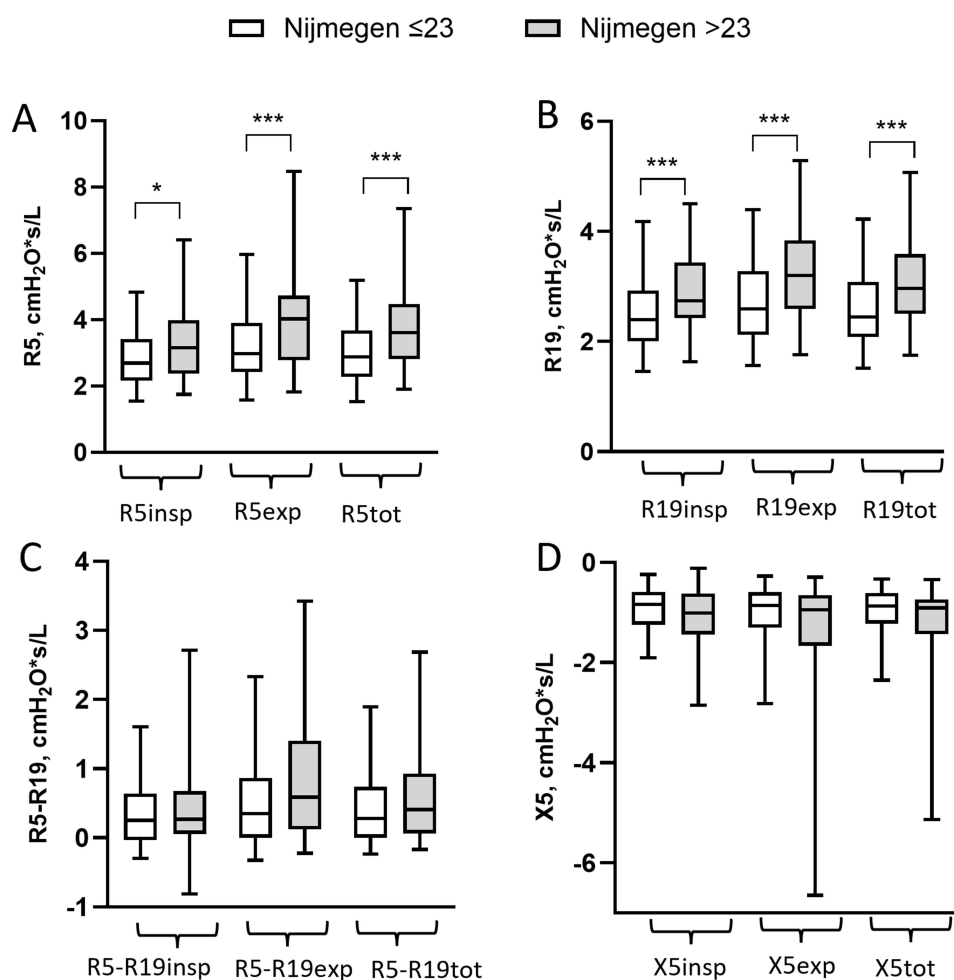 Nijmegen ≤23 Nijmegen >23
A
R5, cmH₂O*s/L
10
8
6
4
2
0
*
***
***
R5insp R5exp R5tot
B
R19, cmH₂O*s/L
6
4
2
0
***
***
***
R19insp R19exp R19tot
C
R5-R19, cmH₂O*s/L
4
3
2
1
0
-1
R5-R19insp R5-R19exp R5-R19tot
D
X5, cmH₂O*s/L
0
-2
-4
-6
X5insp X5exp X5tot